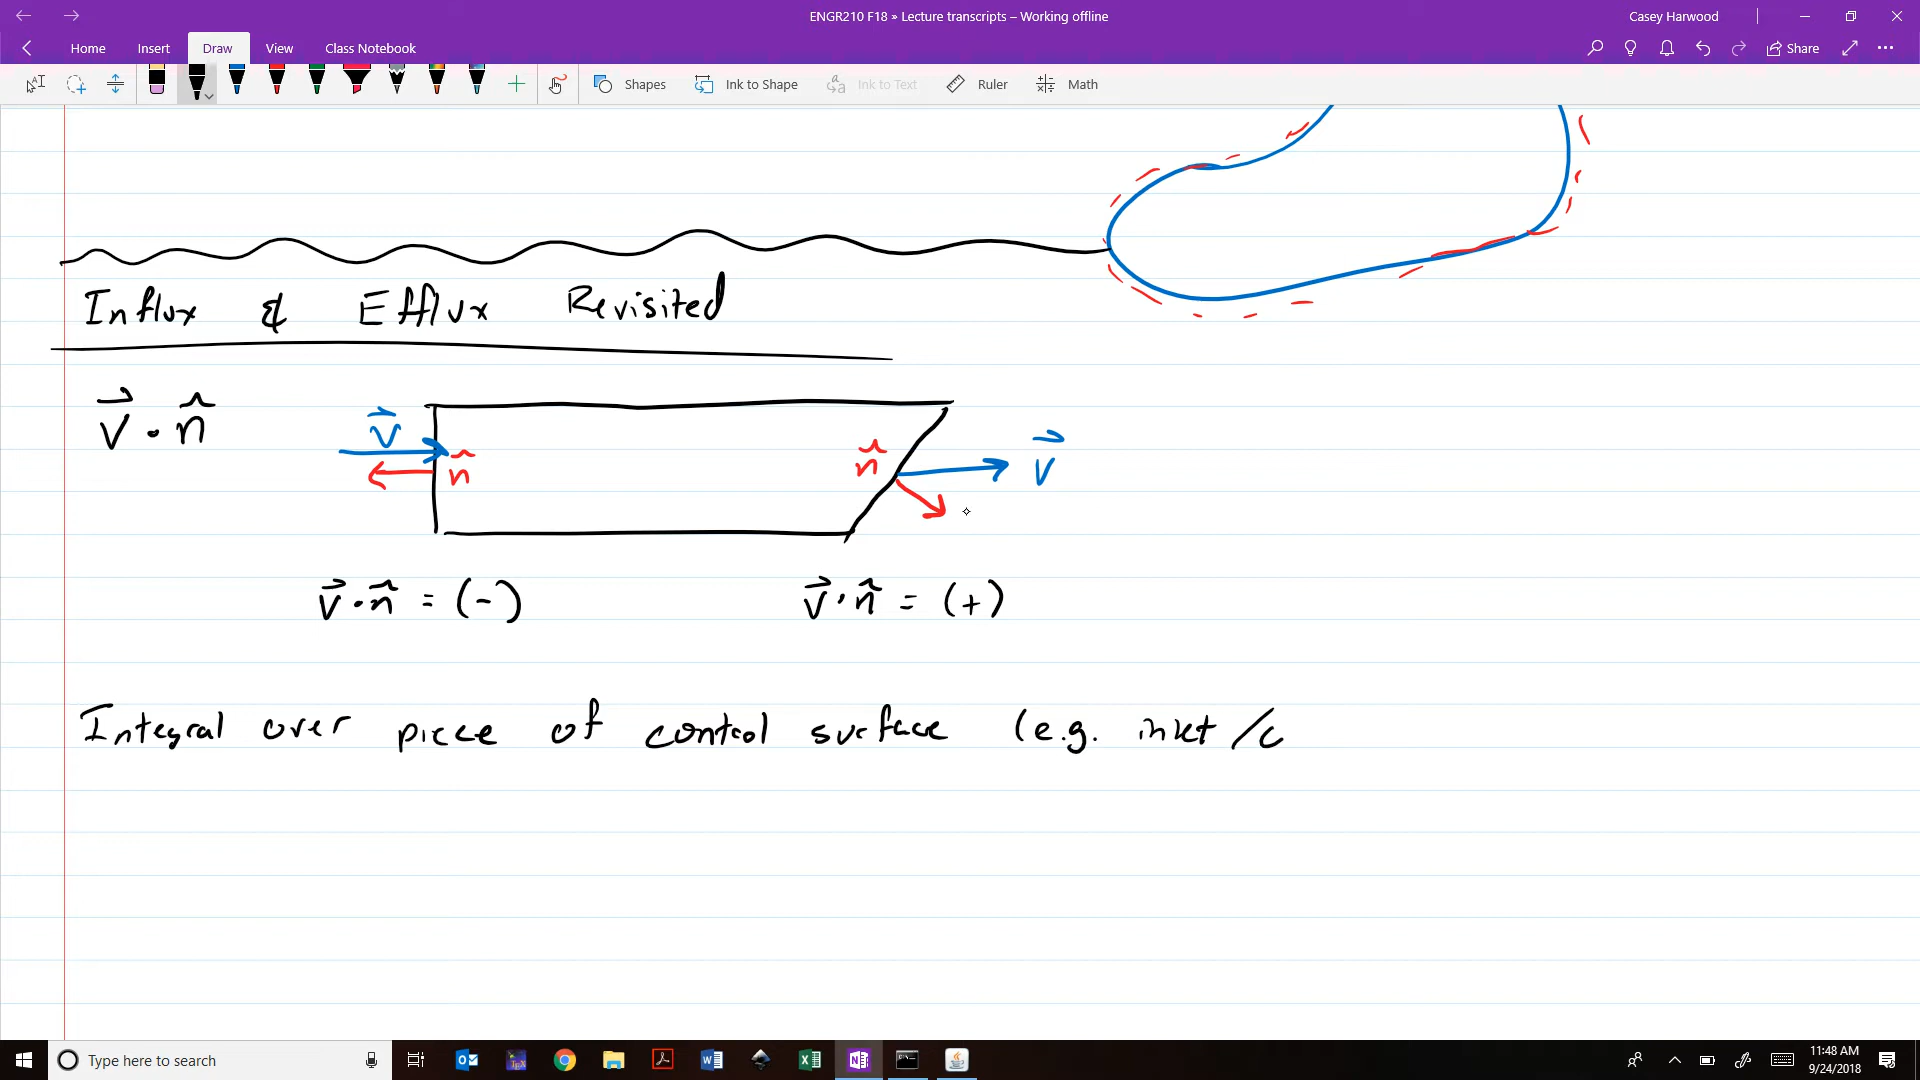 ENGR210 F18 » Lecture transcripts – Working offline
Casey Harwood
Home Insert Draw View Class Notebook
Share
Shapes Ink to Shape Ink to Text Ruler Math
Influx & Efflux Revisited
V⃗ · n̂
V⃗
n̂
n̂
V⃗
V⃗ · n̂ = (-) V⃗ · n̂ = (+)
Integral over piece of control surface (e.g. inlet /c
Type here to search
11:48 AM
9/24/2018